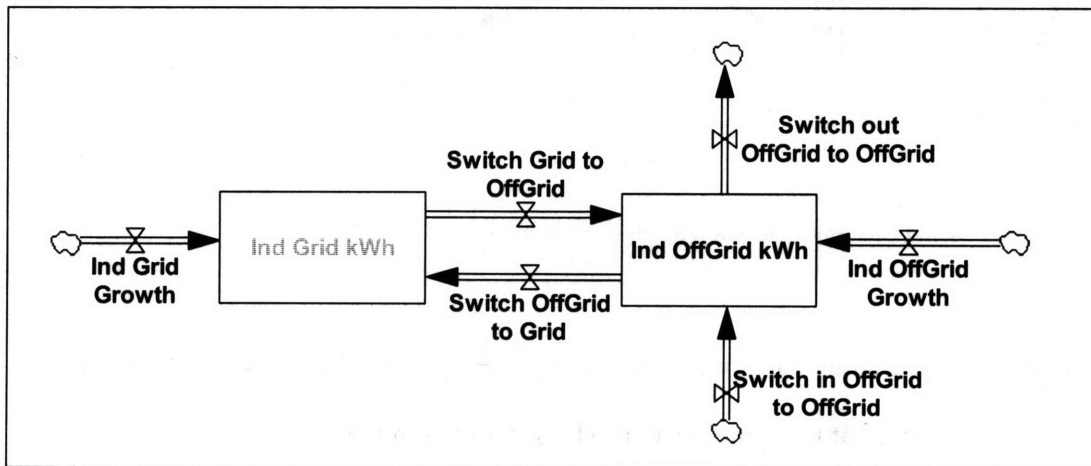 Switch out
OffGrid to OffGrid
Switch Grid to
OffGrid
Ind Grid kWh
Ind OffGrid kWh
Ind Grid
Growth
Switch OffGrid
to Grid
Ind OffGrid
Growth
Switch in OffGrid
to OffGrid